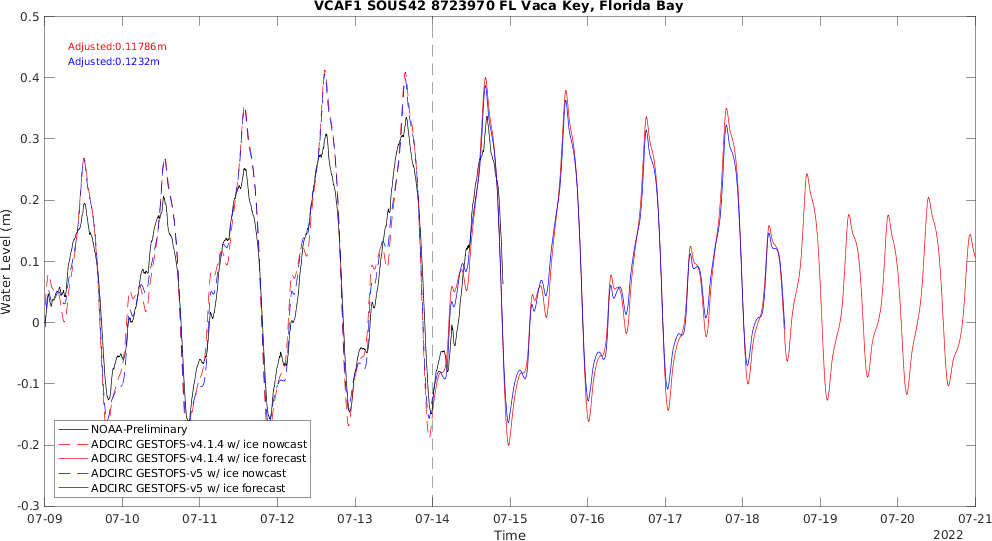 VCAF1 SOUS42 8723970 FL Vaca Key, Florida Bay
Adjusted:0.11786m
Adjusted:0.1232m
0.5
0.4
0.3
0.2
0.1
0
-0.1
-0.2
-0.3
Water Level (m)
NOAA-Preliminary
ADCIRC GESTOFS-v4.1.4 w/ ice nowcast
ADCIRC GESTOFS-v4.1.4 w/ ice forecast
ADCIRC GESTOFS-v5 w/ ice nowcast
ADCIRC GESTOFS-v5 w/ ice forecast
07-09 07-10 07-11 07-12 07-13 07-14 07-15 07-16 07-17 07-18 07-19 07-20 07-21
Time
2022